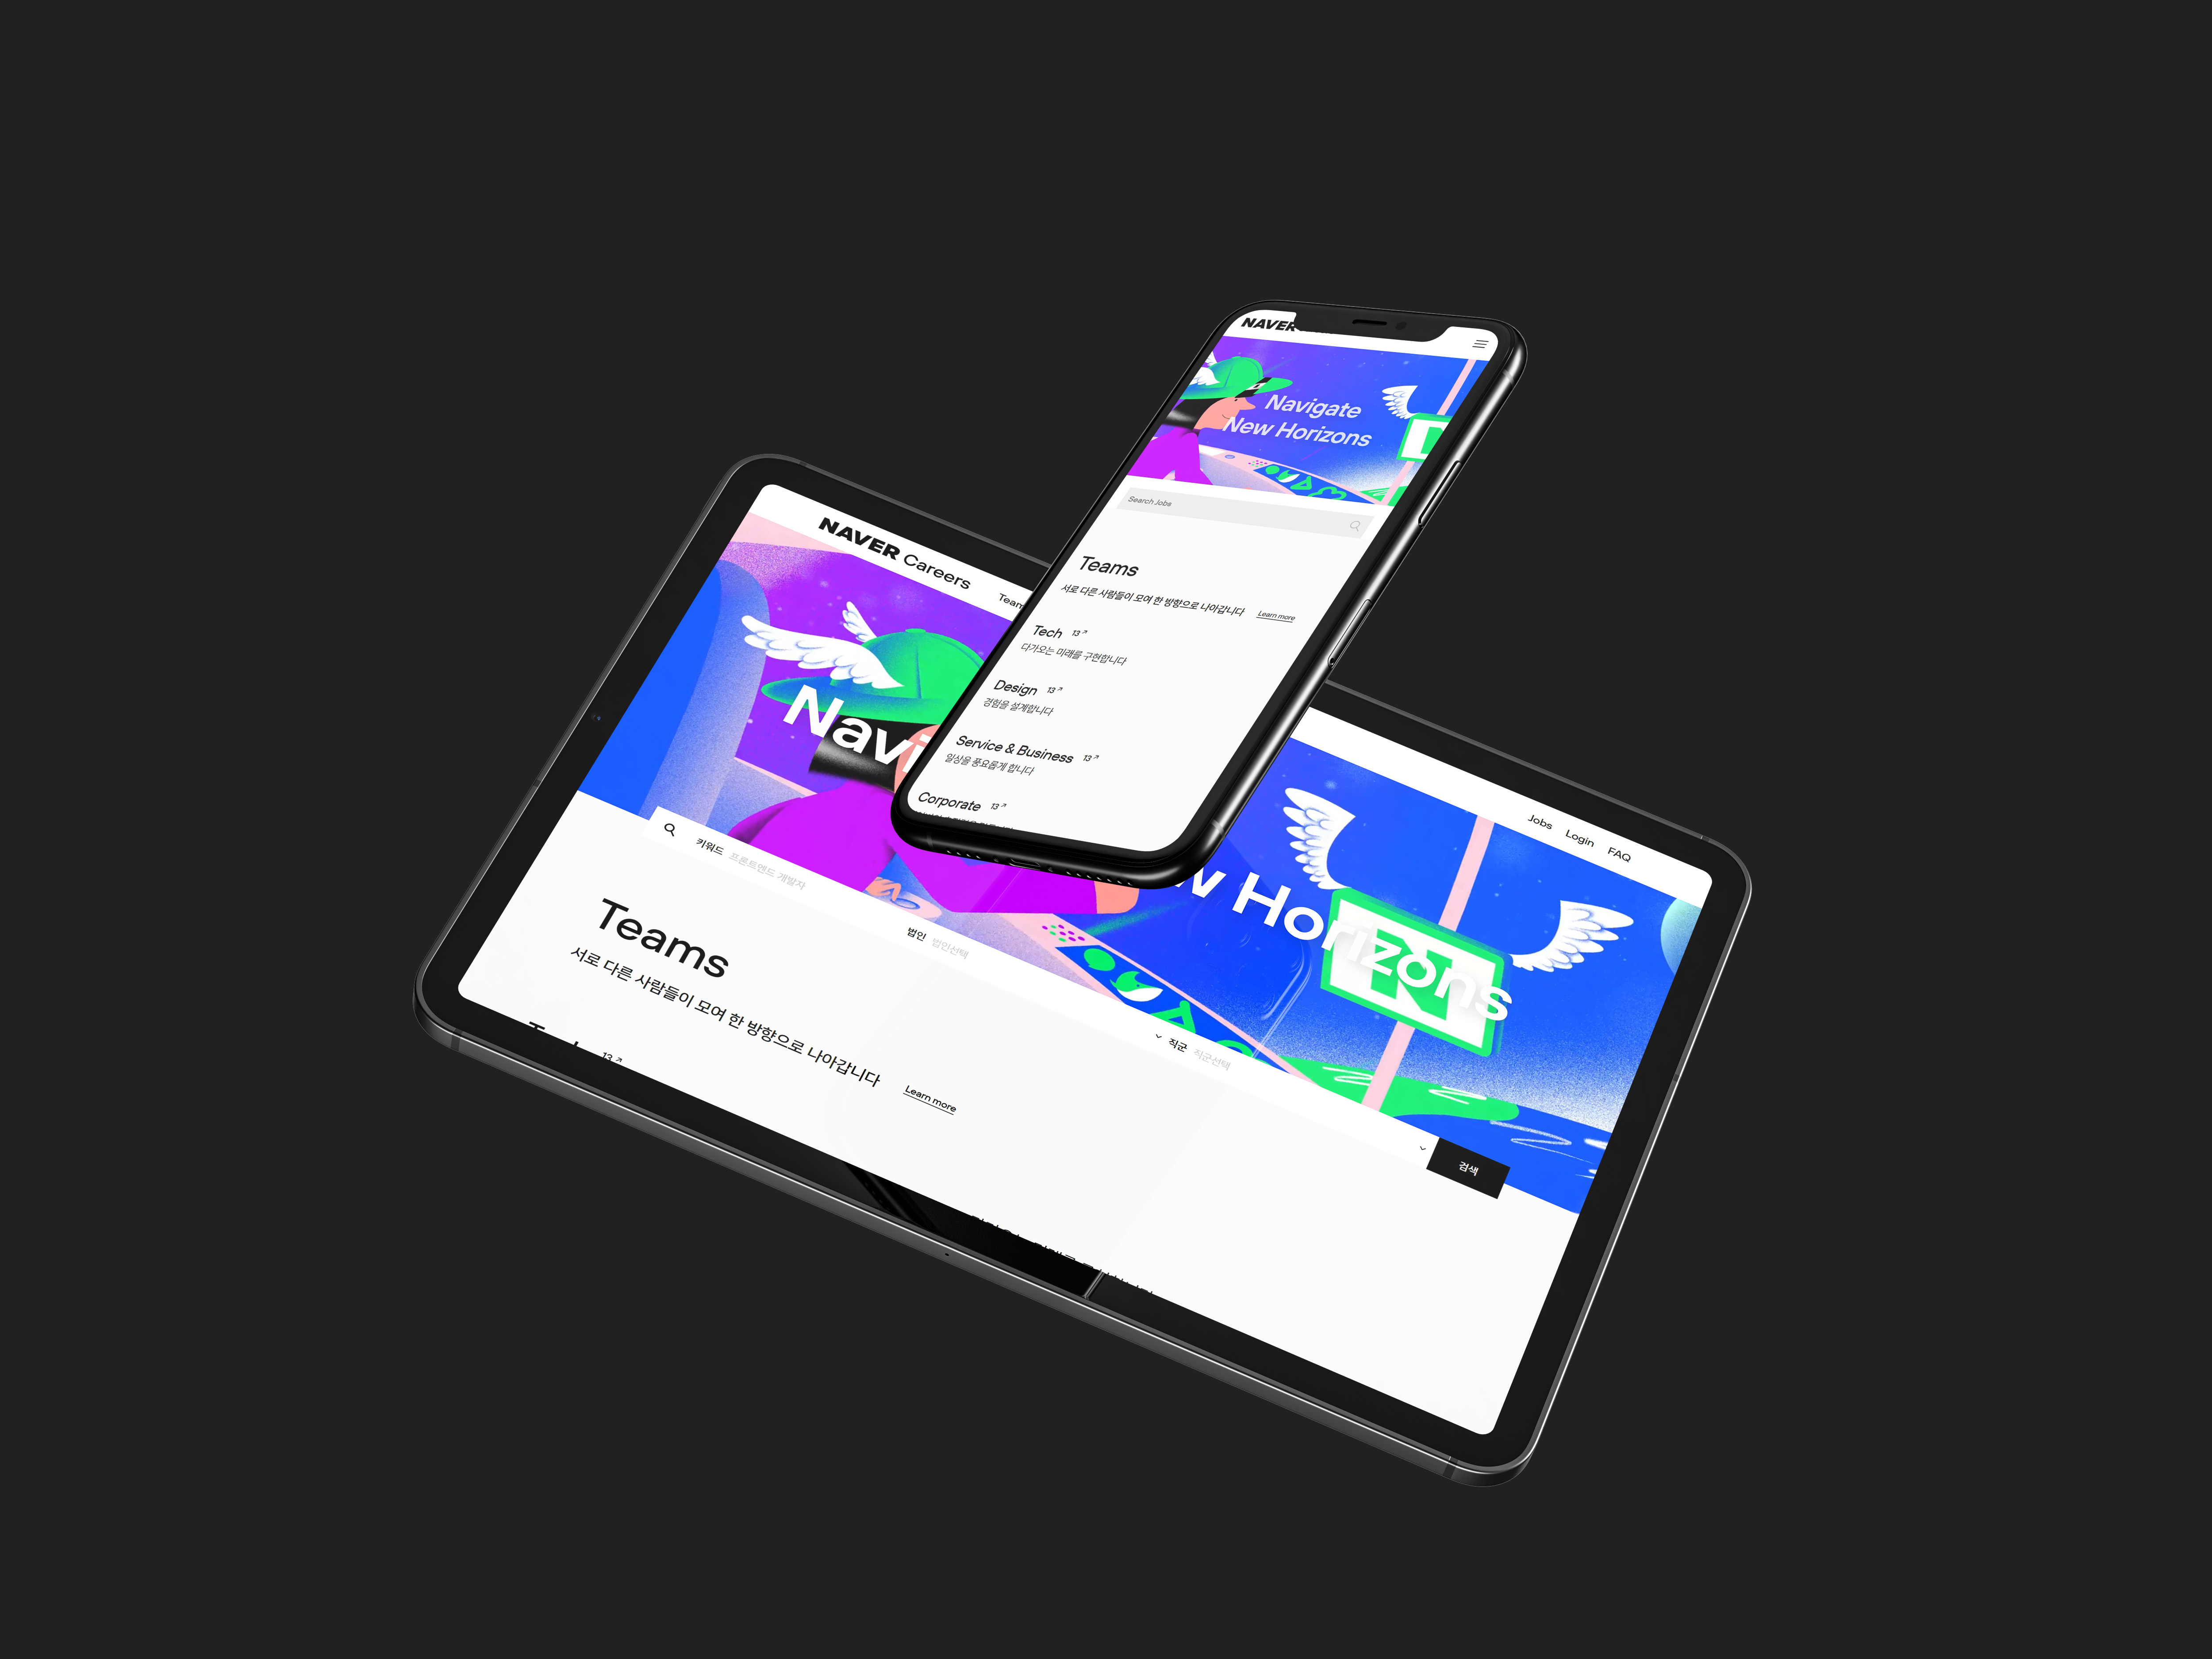 NAVER
Navigate
New Horizons
Search Jobs
Teams
서로 다른 사람들이 모여 한 방향으로 나아갑니다
Learn more
Tech 13
다가오는 미래를 구현합니다
Design 13
경험을 설계합니다
Service & Business 13
일상을 풍요롭게 합니다
Corporate 13
NAVER Careers
Team
Jobs Login FAQ
Navi
w Horizons
키워드 프론트엔드 개발자
법인 법인선택
직군 직군선택
검색
Teams
서로 다른 사람들이 모여 한 방향으로 나아갑니다
Learn more
13